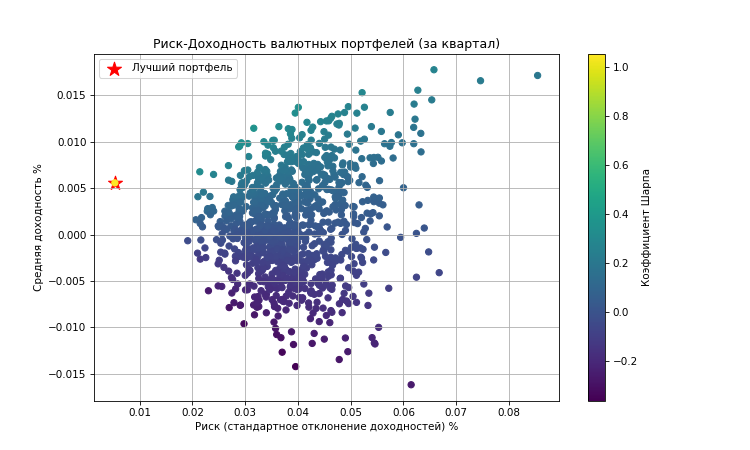 Риск-Доходность валютных портфелей (за квартал)
Лучший портфель
Средняя доходность %
0.015
0.010
0.005
0.000
−0.005
−0.010
−0.015
0.01 0.02 0.03 0.04 0.05 0.06 0.07 0.08
Риск (стандартное отклонение доходностей) %
1.0
0.8
0.6
0.4
0.2
0.0
−0.2
Коэффициент Шарпа